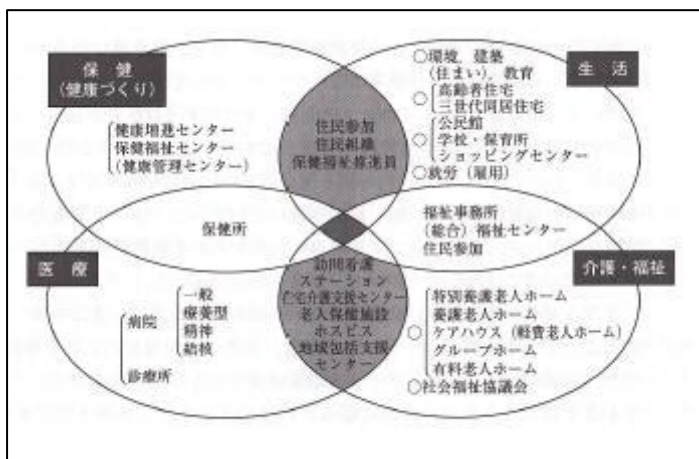 保 健
(健康づくり)
健康増進センター
保健福祉センター
(健康管理センター)
住民参加
住民組織
保健福祉推進員
○環境, 建築
(住まい), 教育
○高齢者住宅
三世代同居住宅
○公民館
学校・保育所
ショッピングセンター
○就労 (雇用)
生 活
保健所
福祉事務所
(総合) 福祉センター
住民参加
医 療
病院
一般
療養型
精神
結核
診療所
訪問看護
ステーション
在宅介護支援センター
老人保健施設
ホスピス
地域包括支援
センター
介護・福祉
○特別養護老人ホーム
養護老人ホーム
ケアハウス (軽費老人ホーム)
グループホーム
有料老人ホーム
○社会福祉協議会